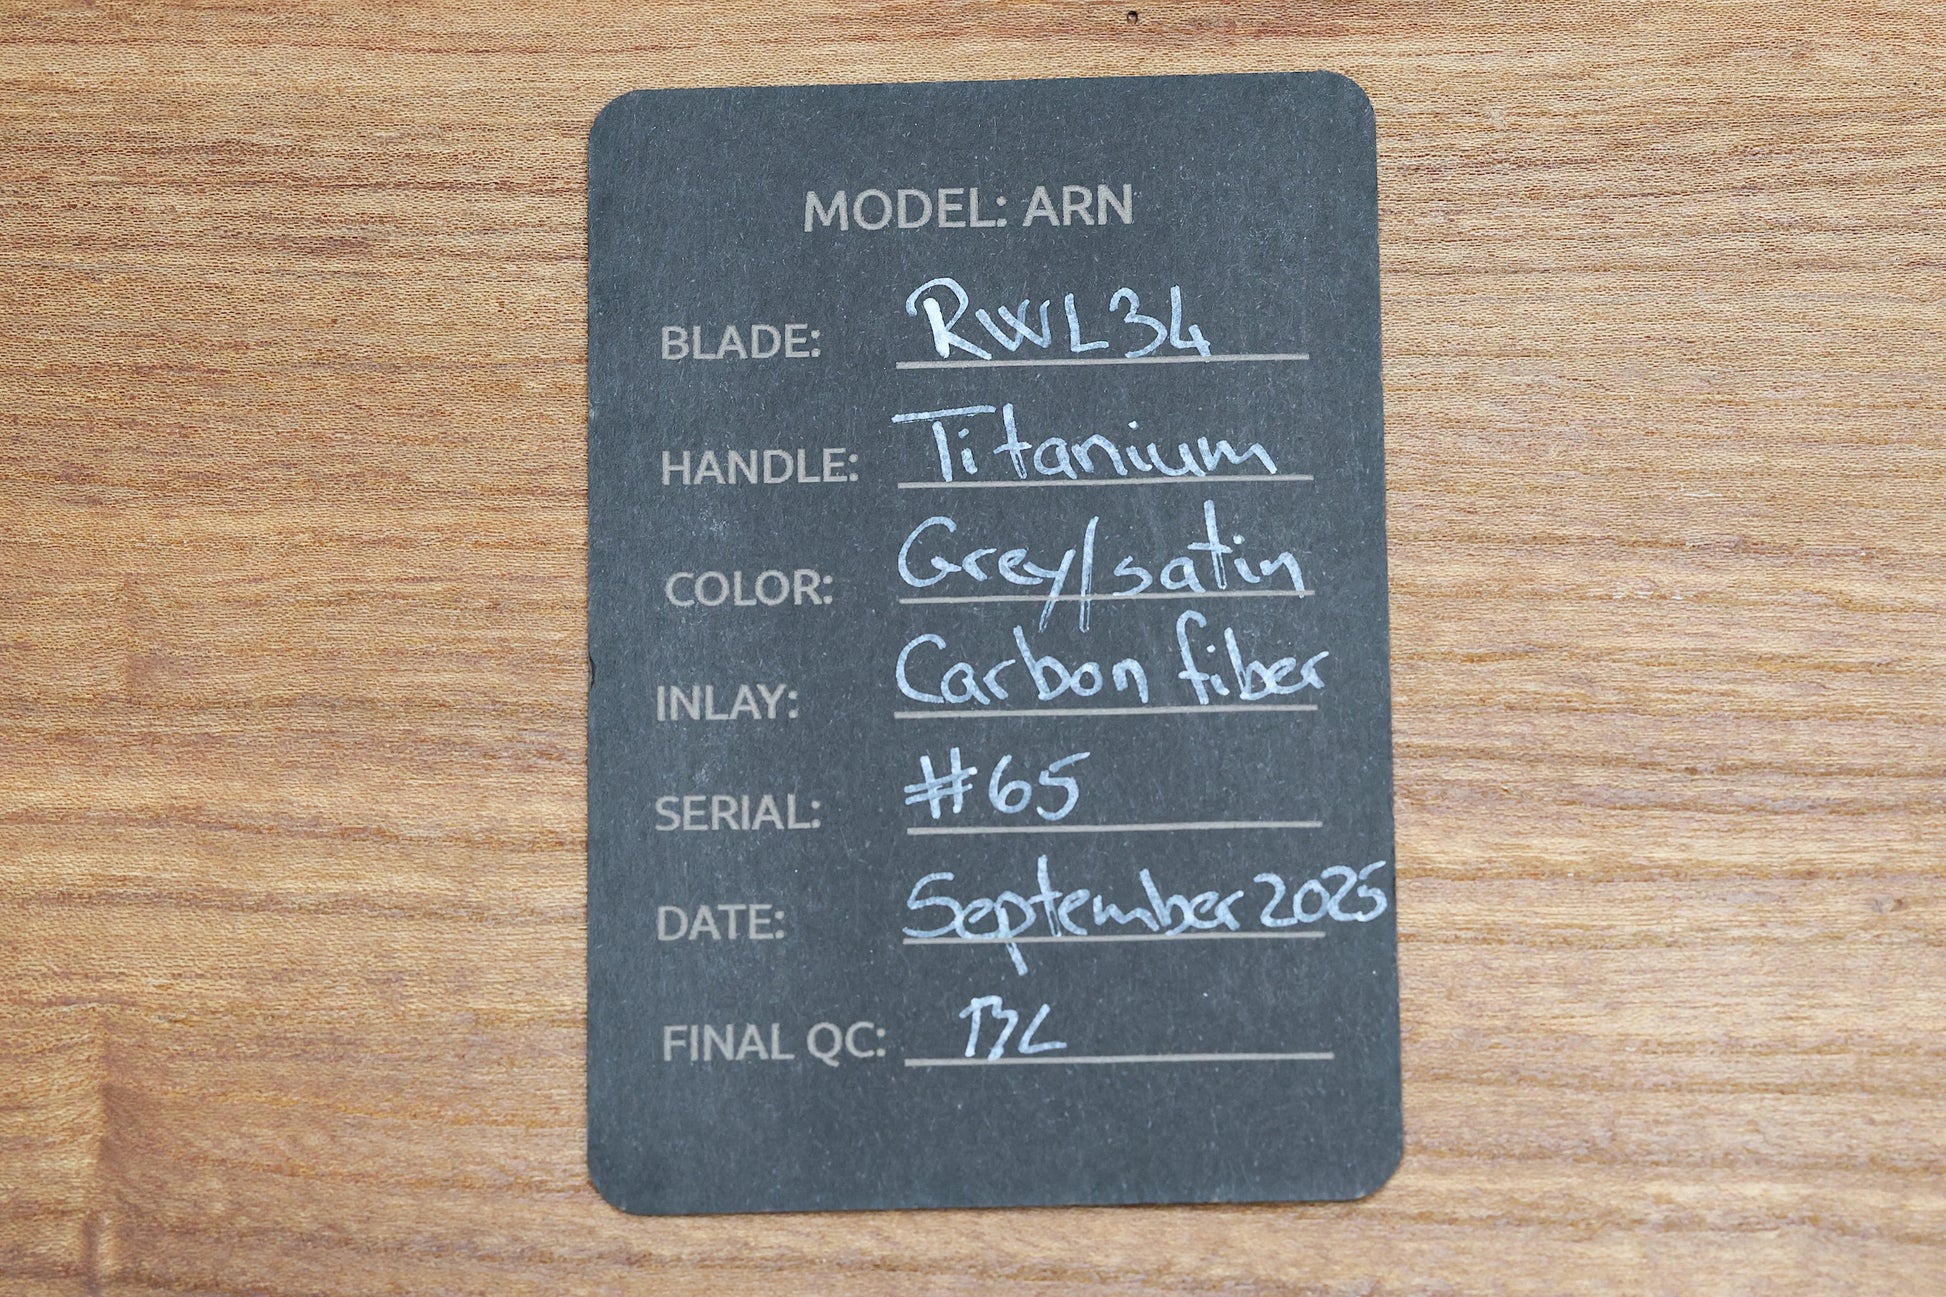 MODEL: ARN
BLADE: RWL34
HANDLE: Titanium
COLOR: Grey/satin
INLAY: Carbon fiber
SERIAL: #65
DATE: September 2025
FINAL QC: BL